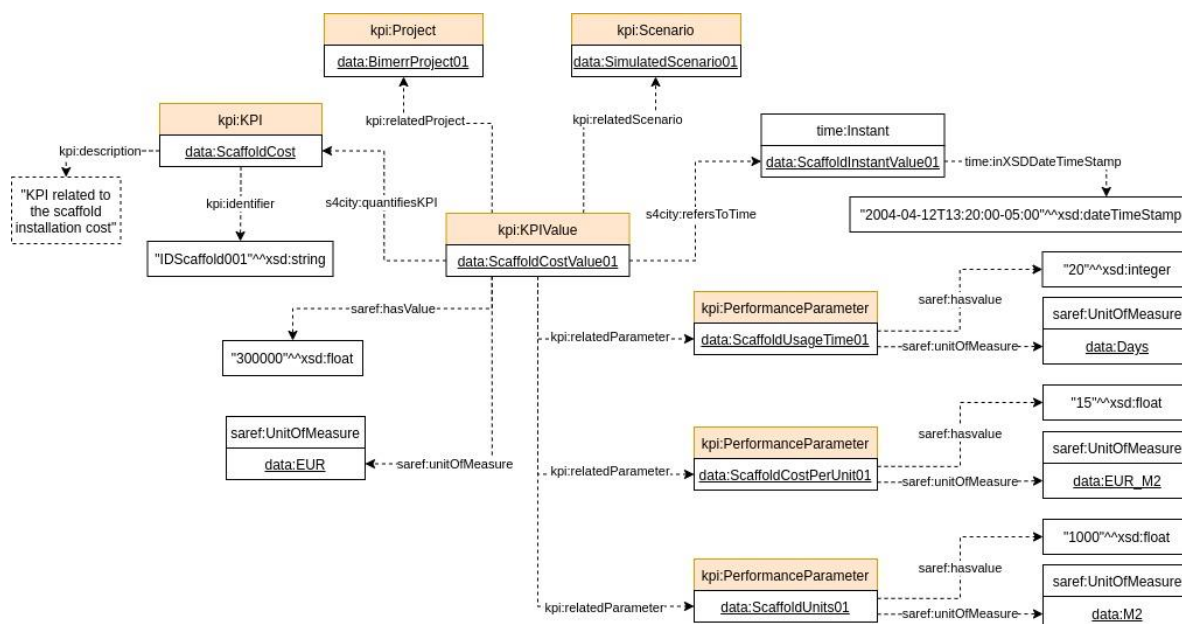 kpi:Project
data:BimerrProject01
kpi:Scenario
data:SimulatedScenario01
kpi:relatedProject
kpi:relatedScenario
kpi:KPI
data:ScaffoldCost
kpi:description
"KPI related to
the scaffold
installation cost"
kpi:identifier
"IDScaffold001"^^xsd:string
s4city:quantifiesKPI
time:Instant
data:ScaffoldInstantValue01
time:inXSDDateTimeStamp
"2004-04-12T13:20:00-05:00"^^xsd:dateTimeStamp
s4city:refersToTime
kpi:KPIValue
data:ScaffoldCostValue01
saref:hasValue
"300000"^^xsd:float
saref:UnitOfMeasure
data:EUR
saref:unitOfMeasure
kpi:relatedParameter
kpi:PerformanceParameter
data:ScaffoldUsageTime01
saref:hasvalue
"20"^^xsd:integer
saref:unitOfMeasure
saref:UnitOfMeasure
data:Days
kpi:relatedParameter
kpi:PerformanceParameter
data:ScaffoldCostPerUnit01
saref:hasvalue
"15"^^xsd:float
saref:unitOfMeasure
saref:UnitOfMeasure
data:EUR_M2
kpi:relatedParameter
kpi:PerformanceParameter
data:ScaffoldUnits01
saref:hasvalue
"1000"^^xsd:float
saref:unitOfMeasure
saref:UnitOfMeasure
data:M2